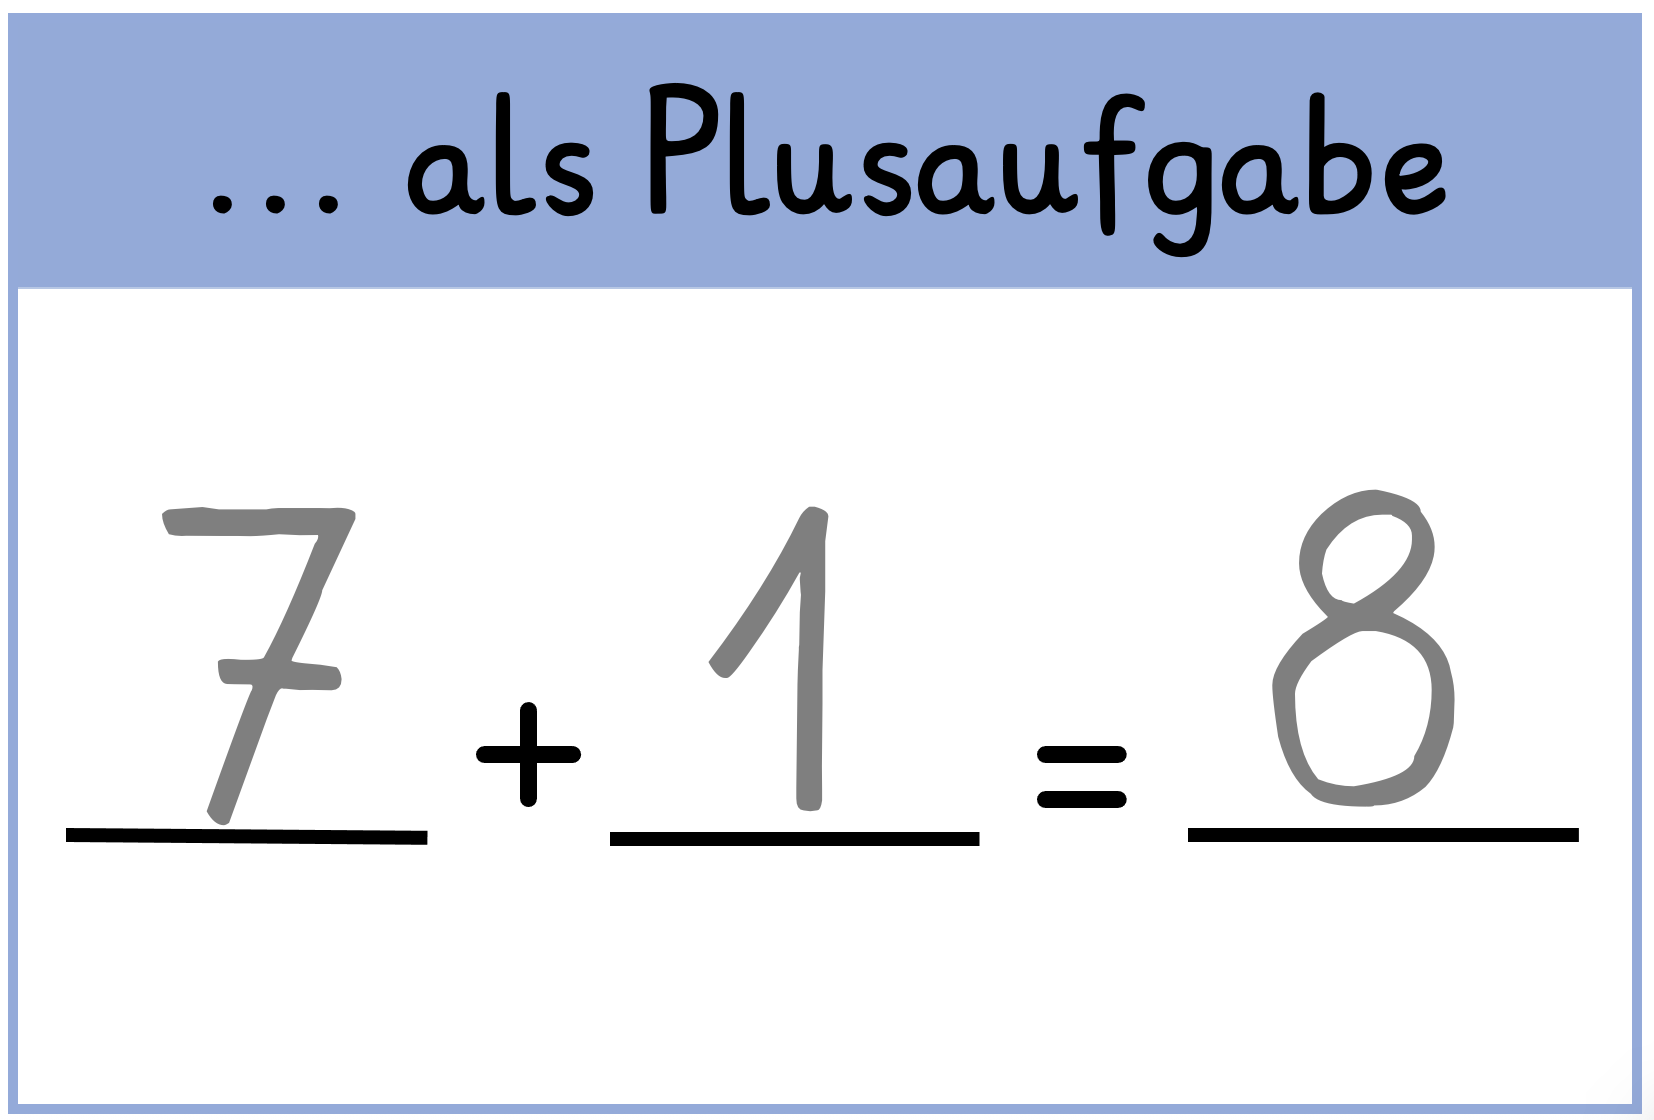 ... als Plusaufgabe
7 + 1 = 8